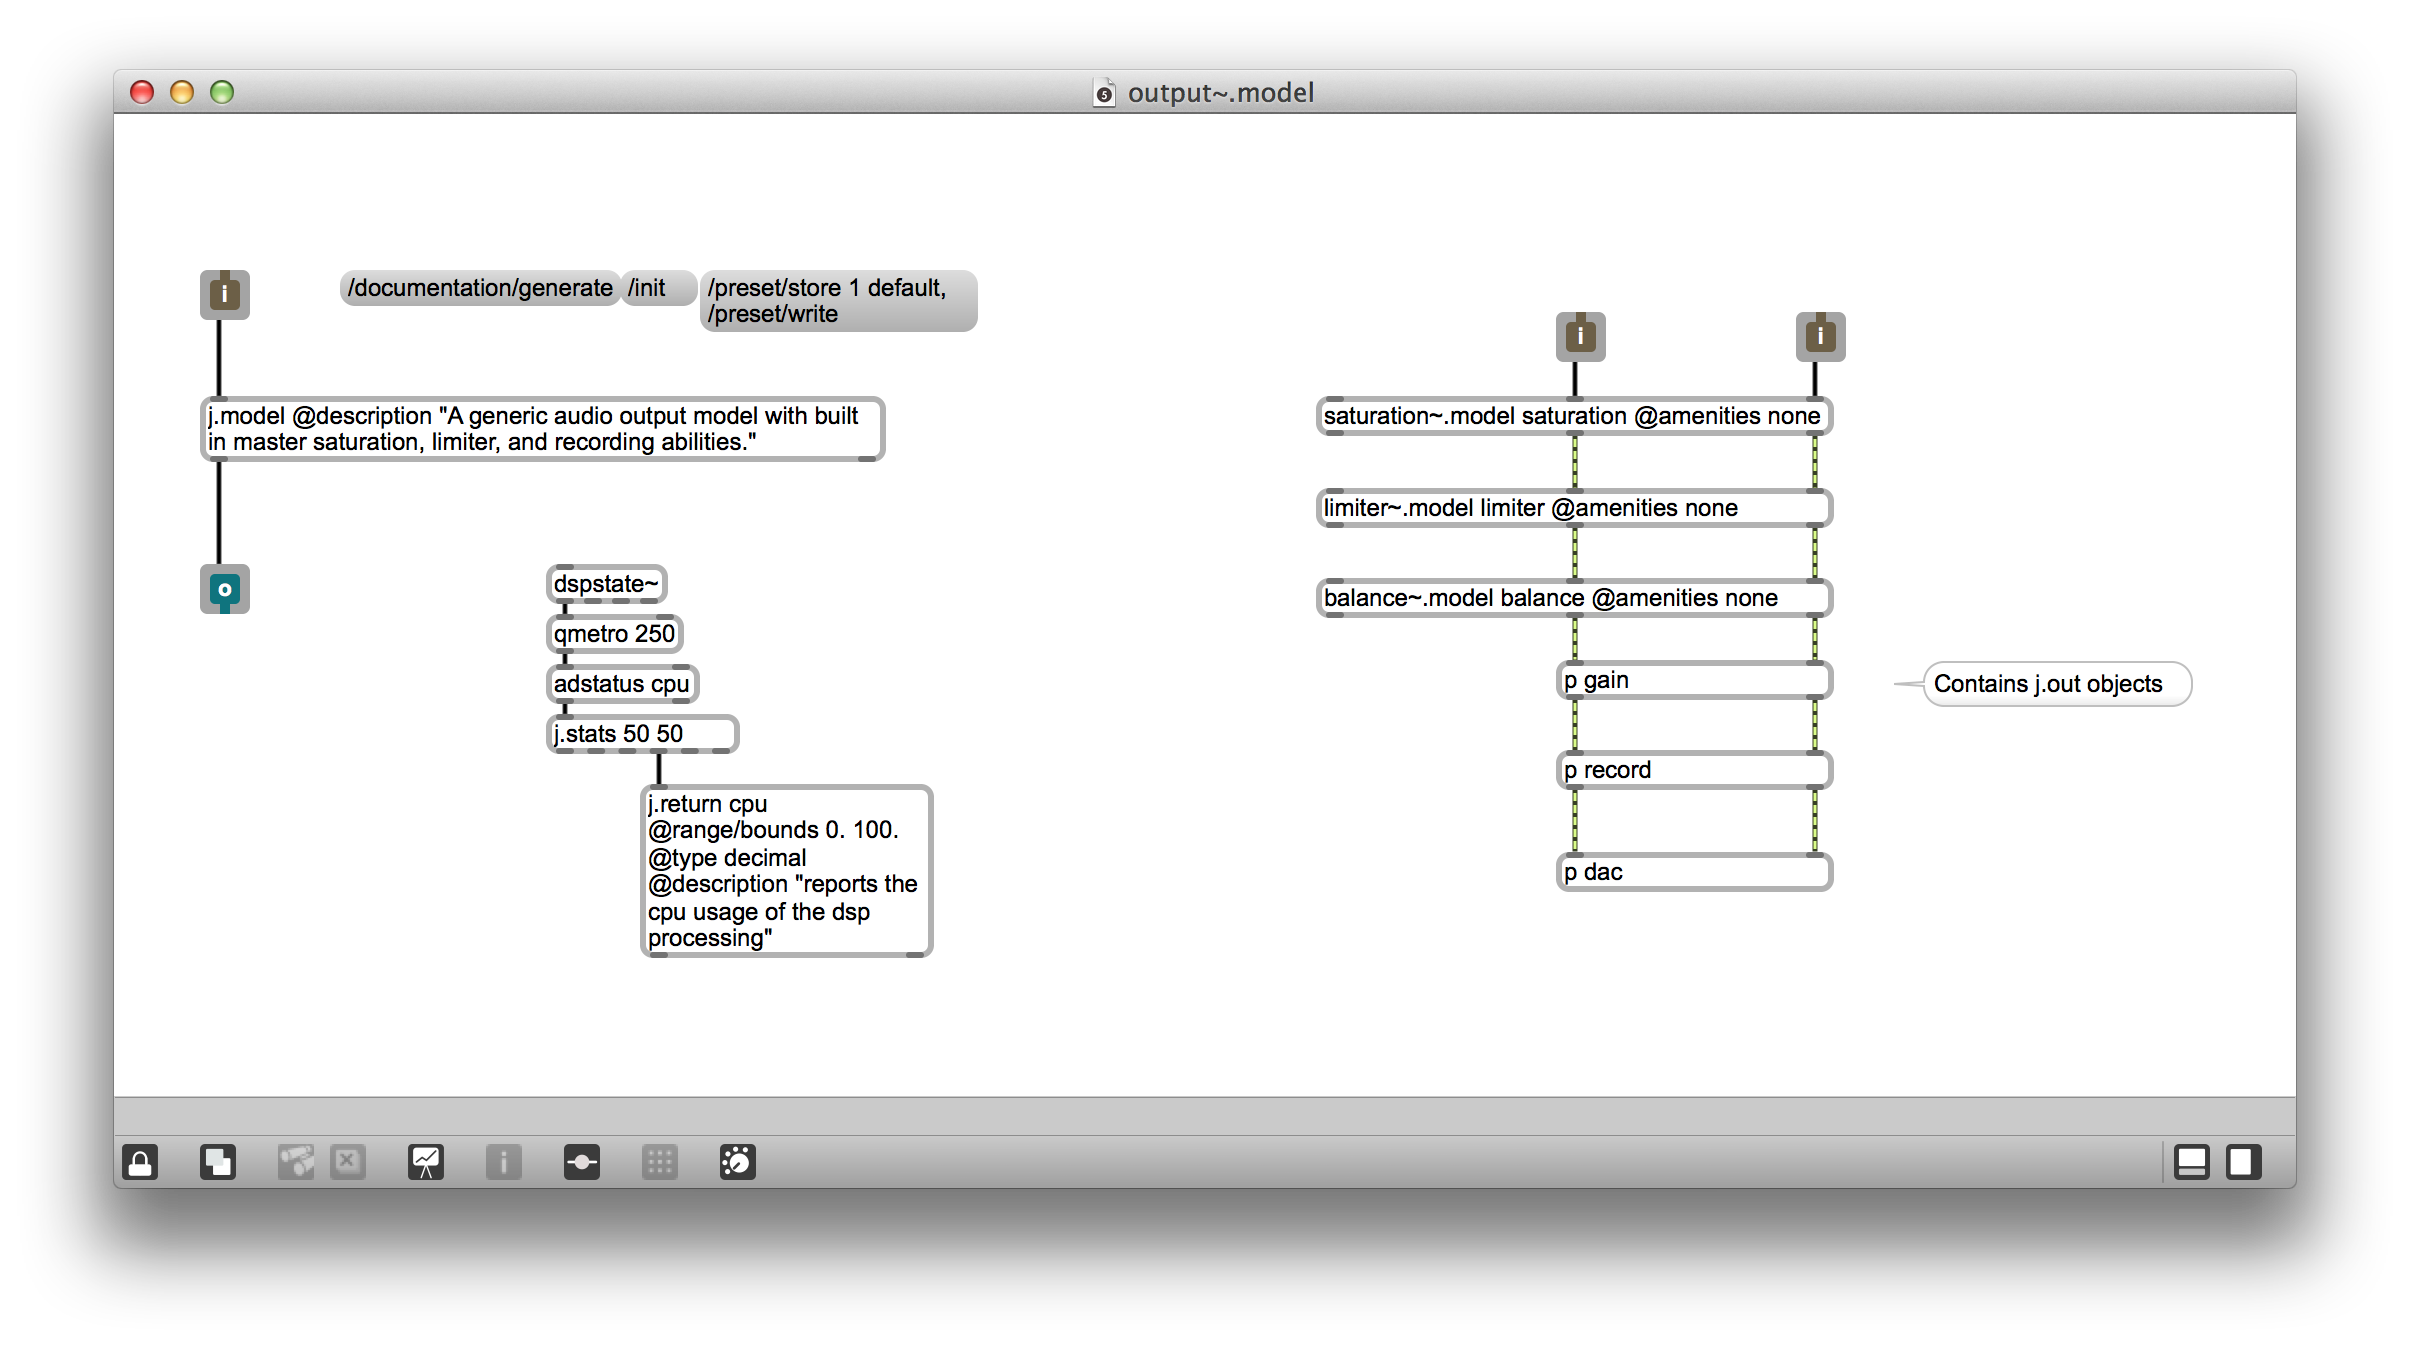 output~.model
i
/documentation/generate
/init
/preset/store 1 default,
/preset/write
j.model @description "A generic audio output model with built
in master saturation, limiter, and recording abilities."
o
dspstate~
qmetro 250
adstatus cpu
j.stats 50 50
j.return cpu
@range/bounds 0. 100.
@type decimal
@description "reports the
cpu usage of the dsp
processing"
i
i
saturation~.model saturation @amenities none
limiter~.model limiter @amenities none
balance~.model balance @amenities none
p gain
Contains j.out objects
p record
p dac
i